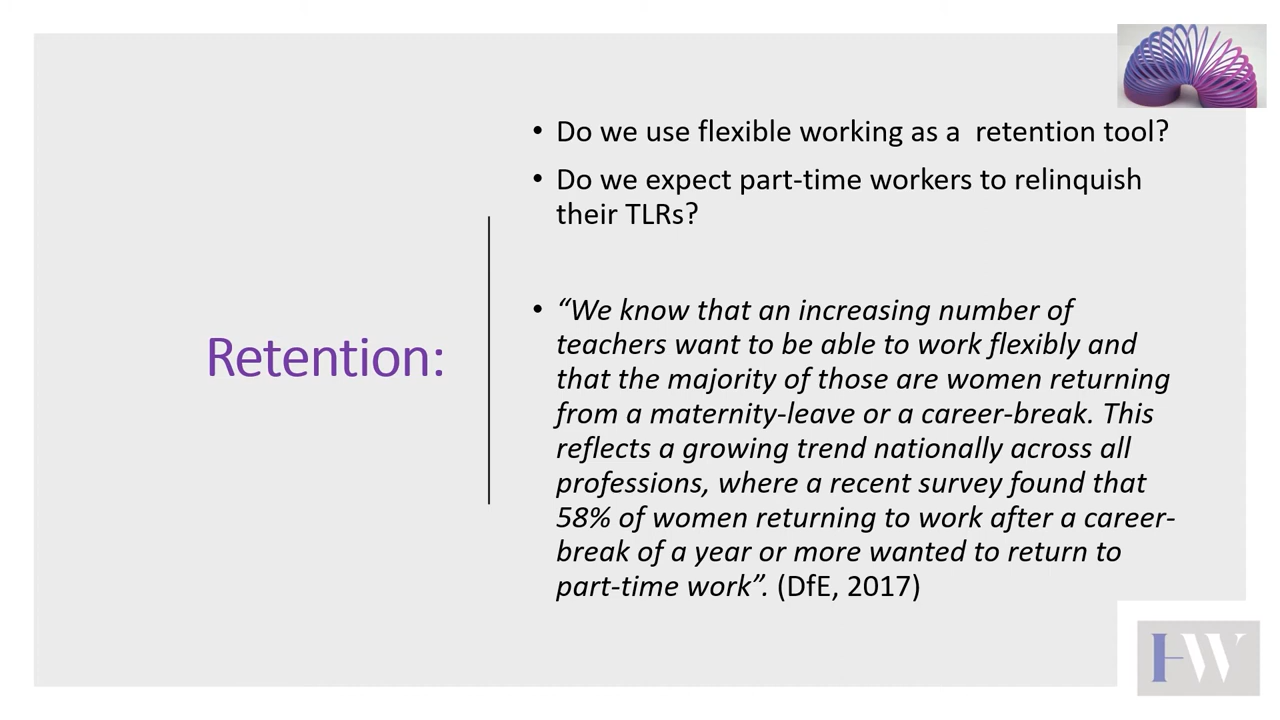 • Do we use flexible working as a  retention tool?
• Do we expect part-time workers to relinquish
their TLRs?
Retention:
• “We know that an increasing number of
teachers want to be able to work flexibly and
that the majority of those are women returning
from a maternity-leave or a career-break. This
reflects a growing trend nationally across all
professions, where a recent survey found that
58% of women returning to work after a career-
break of a year or more wanted to return to
part-time work”. (DfE, 2017)
HW